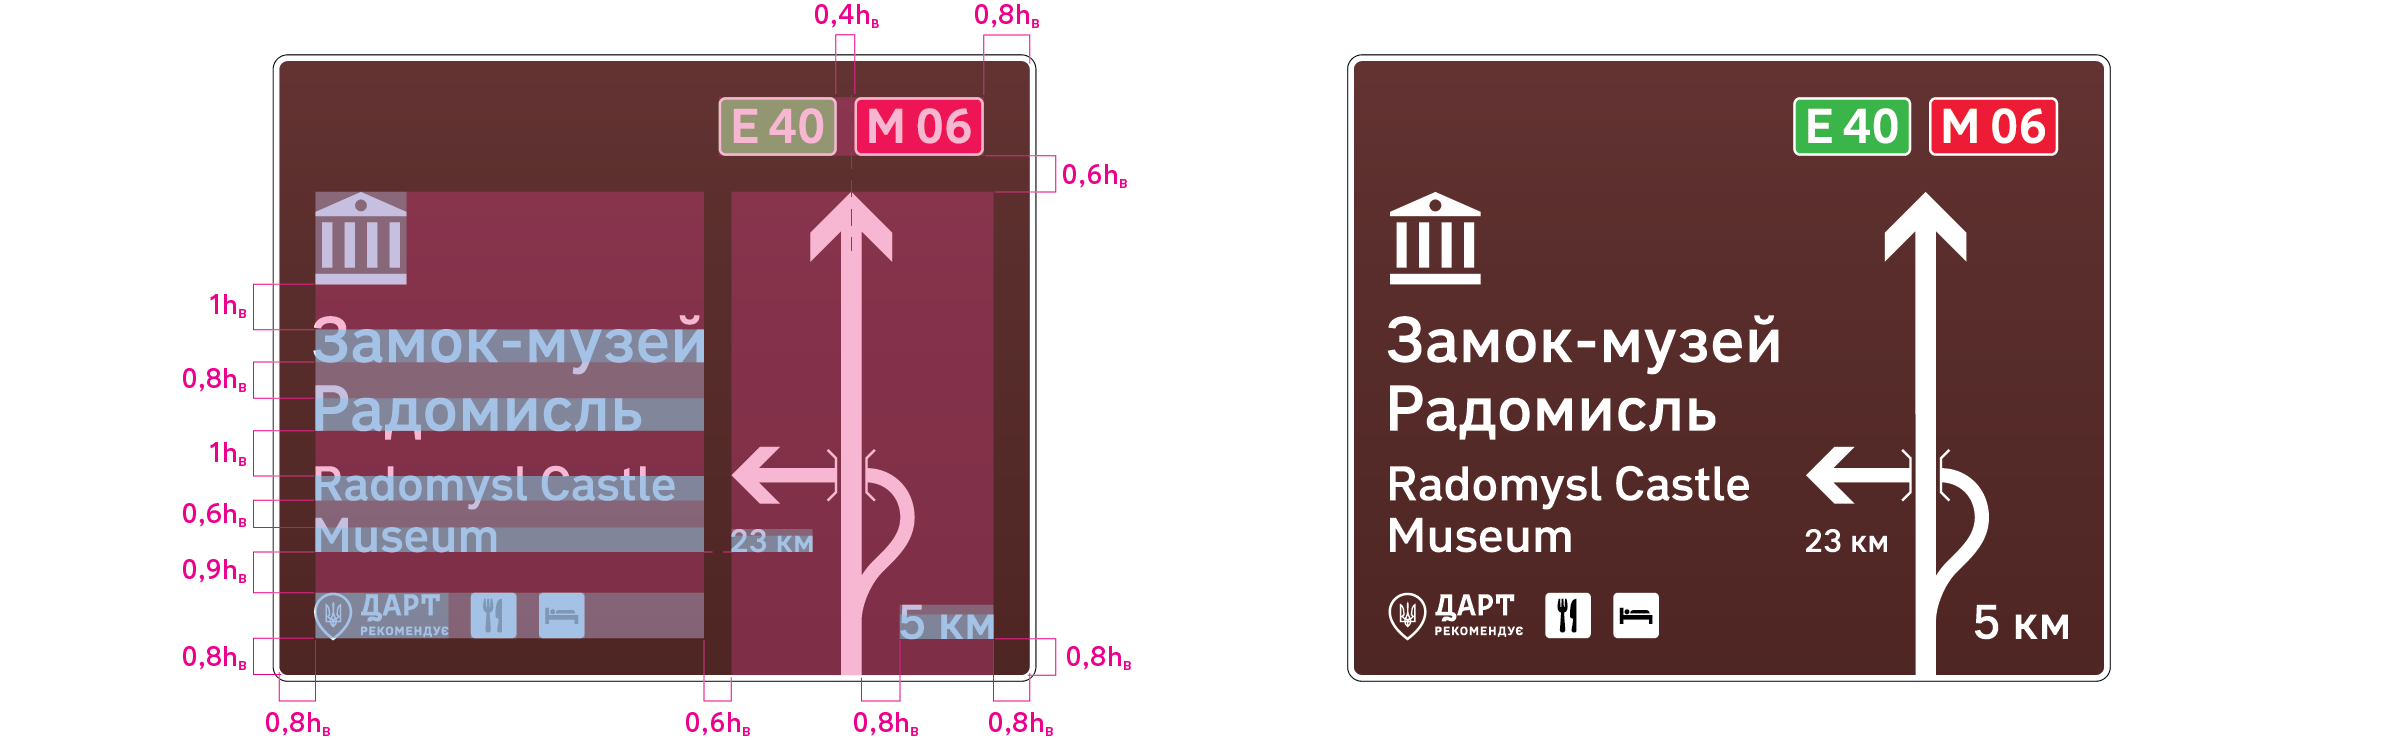 0,4hв
0,8hв
E 40
M 06
0,6hв
1hв
Замок-музей
0,8hв
Радомисль
1hв
Radomysl Castle
0,6hв
Museum
23 км
0,9hв
ДАРТ
РЕКОМЕНДУЄ
5 км
0,8hв
0,8hв
0,8hв
0,6hв
0,8hв
0,8hв
E 40
M 06
Замок-музей
Радомисль
Radomysl Castle
Museum
23 км
ДАРТ
РЕКОМЕНДУЄ
5 км